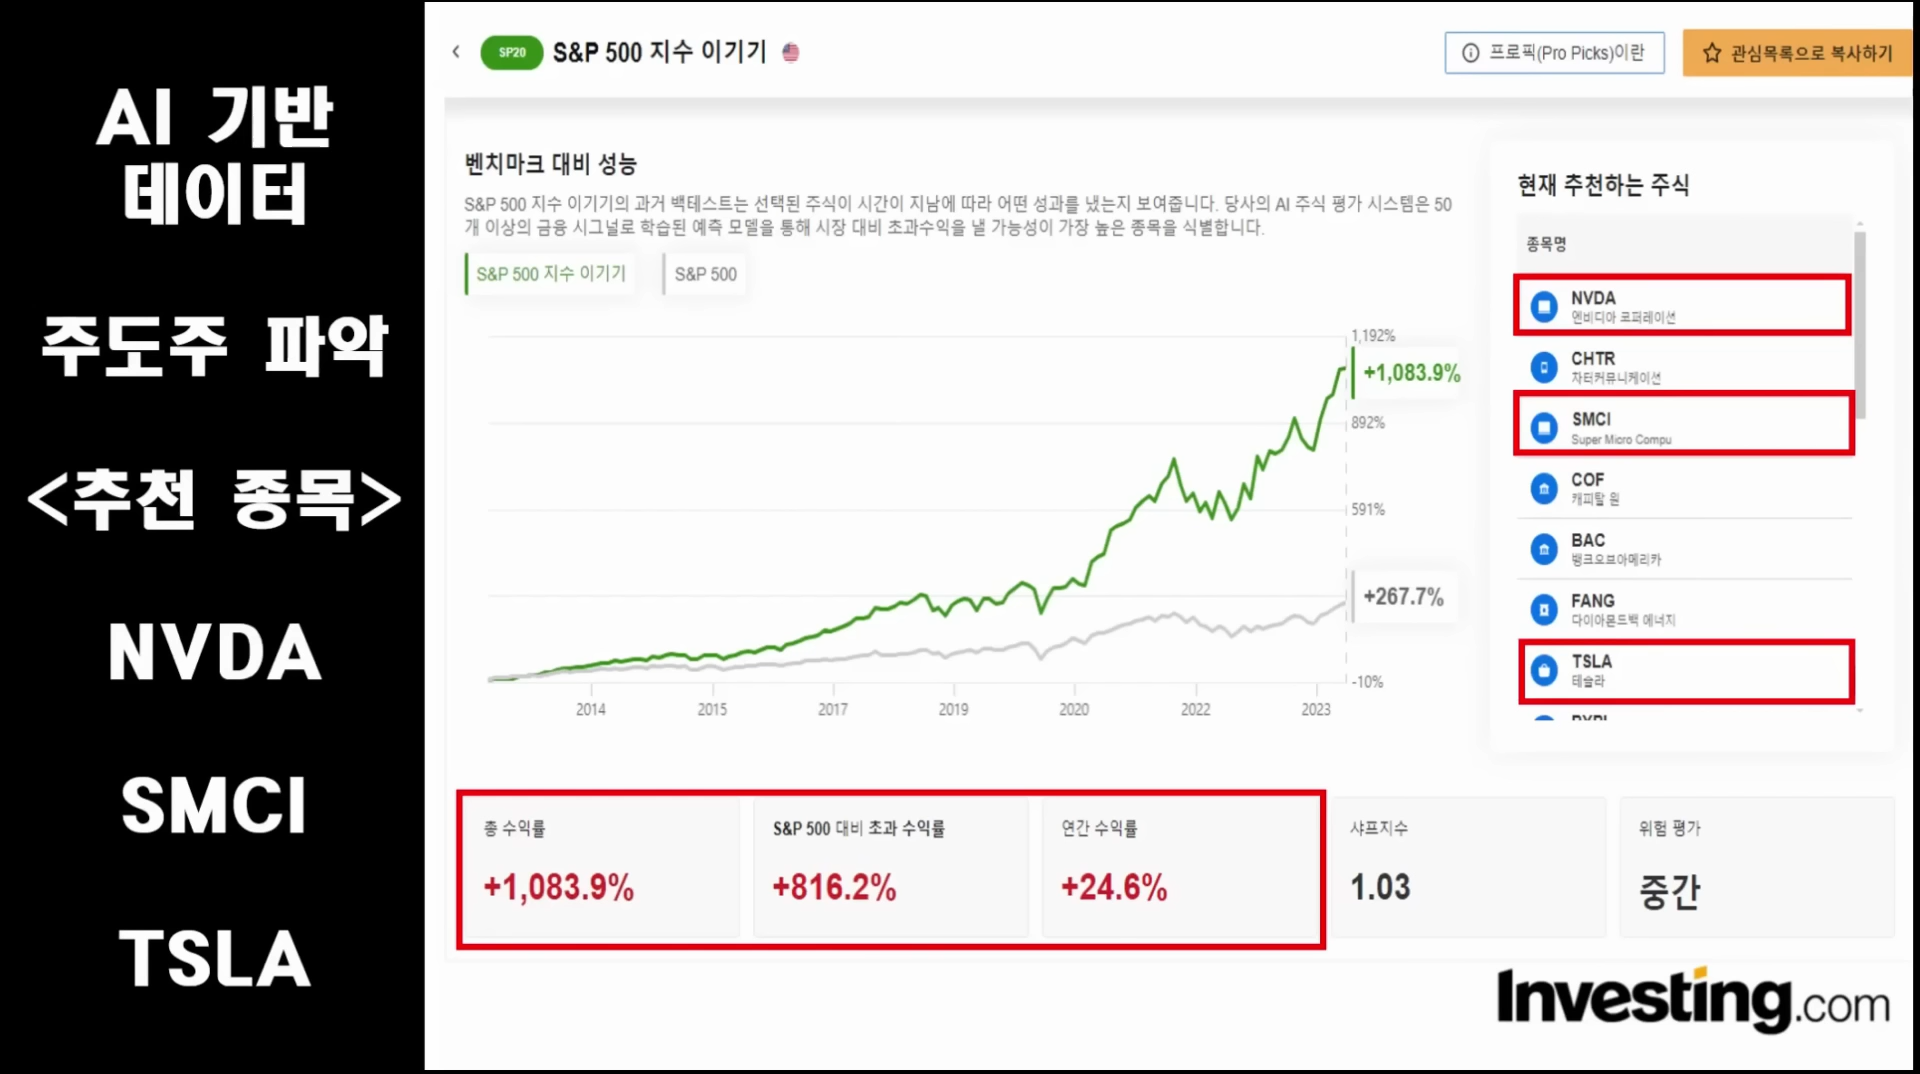 AI 기반
데이터
주도주 파악
<추천 종목>
NVDA
SMCI
TSLA
SP20
S&P 500 지수 이기기
프로픽(Pro Picks)이란
관심목록으로 복사하기
벤치마크 대비 성능
S&P 500 지수 이기기의 과거 백테스트는 선택된 주식이 시간이 지남에 따라 어떤 성과를 냈는지 보여줍니다. 당사의 AI 주식 평가 시스템은 50
개 이상의 금융 시그널로 학습된 예측 모델을 통해 시장 대비 초과수익을 낼 가능성이 가장 높은 종목을 식별합니다.
S&P 500 지수 이기기
S&P 500
1,192%
+1,083.9%
892%
591%
+267.7%
-10%
2014
2015
2017
2019
2020
2022
2023
현재 추천하는 주식
종목명
NVDA
엔비디아 코퍼레이션
CHTR
차터커뮤니케이션
SMCI
Super Micro Compu
COF
캐피탈 원
BAC
뱅크오브아메리카
FANG
다이아몬드백 에너지
TSLA
테슬라
총 수익률
+1,083.9%
S&P 500 대비 초과 수익률
+816.2%
연간 수익률
+24.6%
샤프지수
1.03
위험 평가
중간
Investing.com